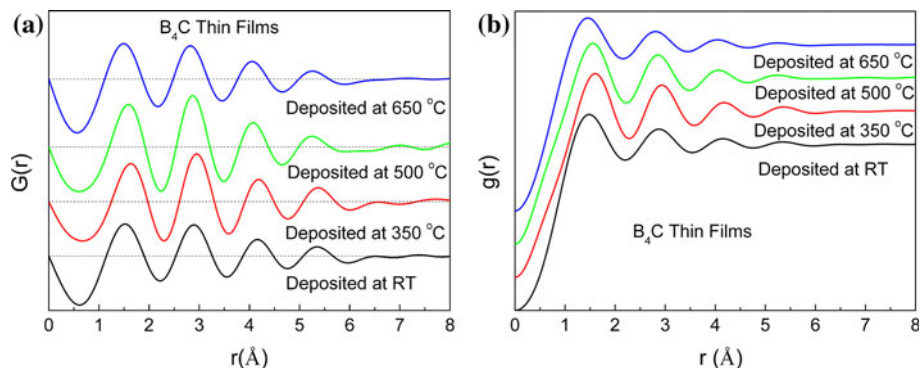 (a)
B4C Thin Films
G(r)
Deposited at 650 °C
Deposited at 500 °C
Deposited at 350 °C
Deposited at RT
0 1 2 3 4 5 6 7 8
r(Å)
(b)
g(r)
650 °C
Deposited at
500 °C
Deposited at
Deposited at 350 °C
Deposited at RT
B4C Thin Films
0 1 2 3 4 5 6 7 8
r (Å)